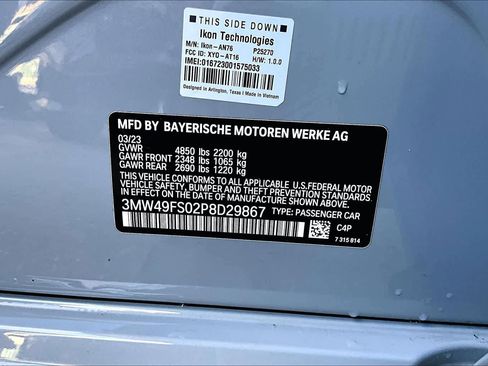 THIS SIDE DOWN
Ikon Technologies
M/N: Ikon-AN76 P25270
FCC ID: XYO-AT16 H/W: 1.0.0
IMEI:016723001575033
Designed in Arlington, Texas | Made in Vietnam
MFD BY BAYERISCHE MOTOREN WERKE AG
03/23
GVWR 4850 lbs 2200 kg
GAWR FRONT 2348 lbs 1065 kg
GAWR REAR 2690 lbs 1220 kg
THIS VEHICLE CONFORMS TO ALL APPLICABLE U.S.FEDERAL MOTOR
VEHICLE SAFETY, BUMPER, AND THEFT PREVENTION STANDARDS
IN EFFECT ON THE DATE OF MANUFACTURE SHOWN ABOVE.
3MW49FS02P8D29867 TYPE: PASSENGER CAR
C4P
7 315 814